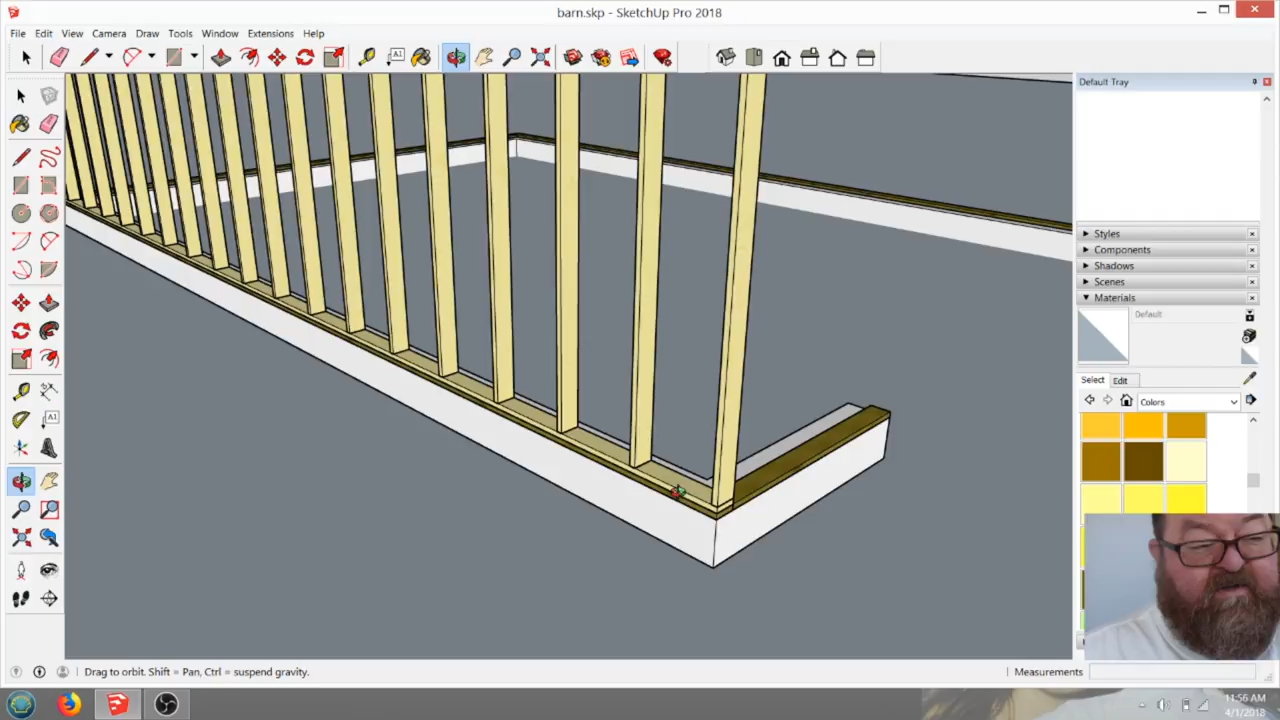 barn.skp - SketchUp Pro 2018
File Edit View Camera Draw Tools Window Extensions Help
A1
Default Tray
Styles
Components
Shadows
Scenes
Materials
Default
Select Edit
Colors
A1
Drag to orbit. Shift = Pan, Ctrl = suspend gravity.
Measurements
11:56 AM
4/1/2018